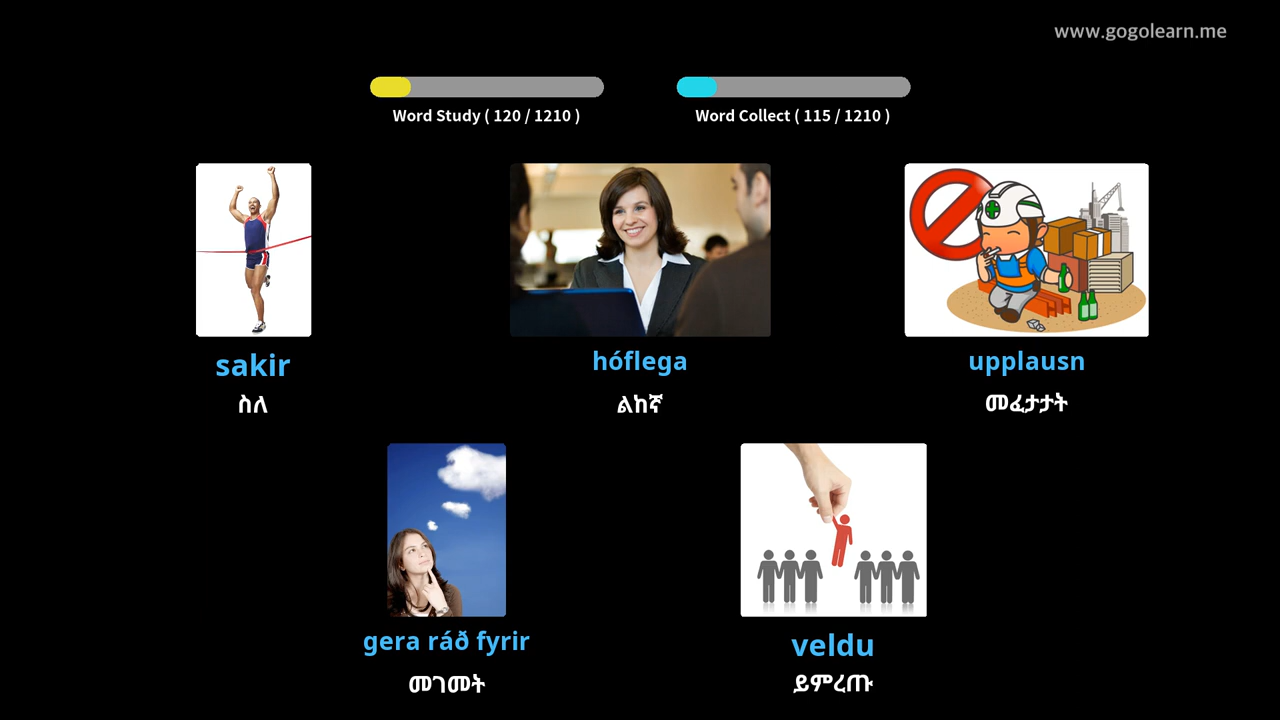 www.gogolearn.me
Word Study ( 120 / 1210 )
Word Collect ( 115 / 1210 )
sakir
ስለ
hóflega
ልከኛ
upplausn
መፈታታት
gera ráð fyrir
መገመት
veldu
ይምረጡ